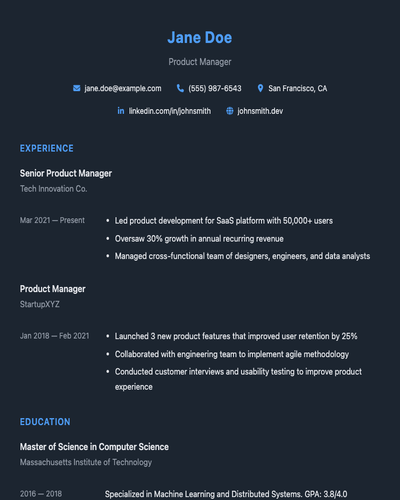 Jane Doe
Product Manager
jane.doe@example.com (555) 987-6543 San Francisco, CA
linkedin.com/in/johnsmith johnsmith.dev
EXPERIENCE
Senior Product Manager
Tech Innovation Co.
Mar 2021 — Present • Led product development for SaaS platform with 50,000+ users
• Oversaw 30% growth in annual recurring revenue
• Managed cross-functional team of designers, engineers, and data analysts
Product Manager
StartupXYZ
Jan 2018 — Feb 2021 • Launched 3 new product features that improved user retention by 25%
• Collaborated with engineering team to implement agile methodology
• Conducted customer interviews and usability testing to improve product
experience
EDUCATION
Master of Science in Computer Science
Massachusetts Institute of Technology
2016 — 2018 Specialized in Machine Learning and Distributed Systems. GPA: 3.8/4.0